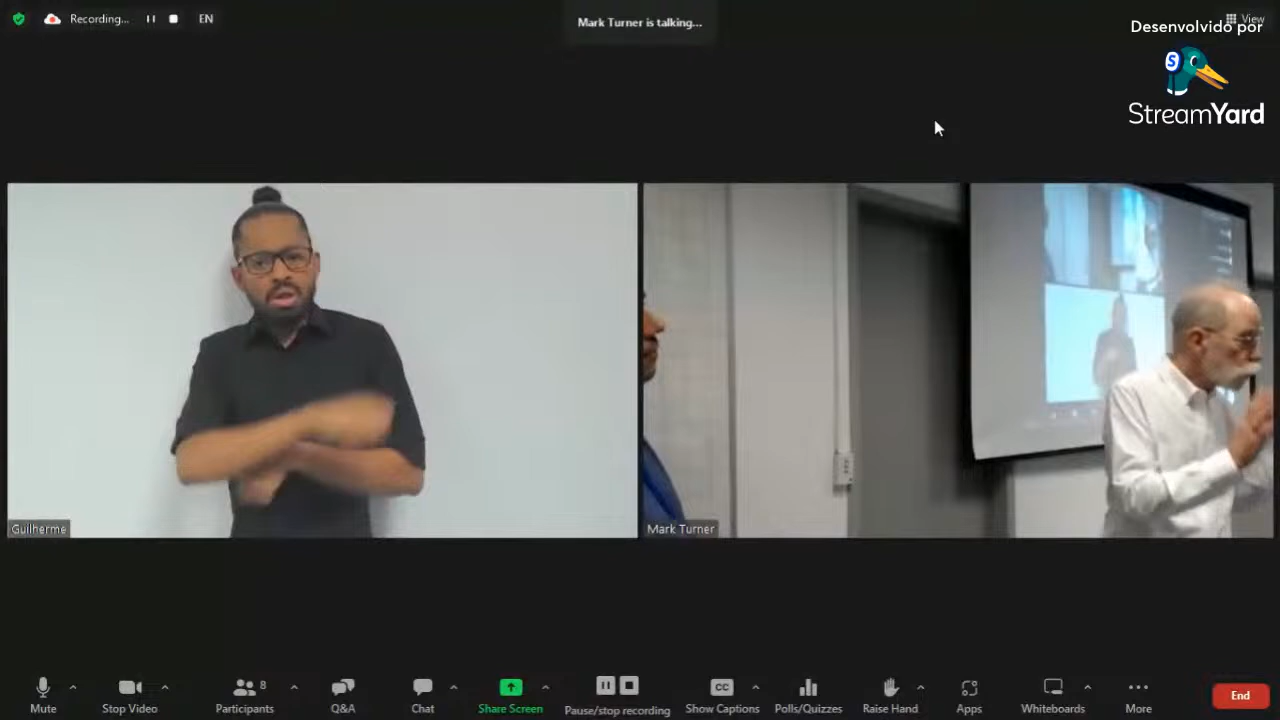 Recording...
EN
Mark Turner is talking...
View
Desenvolvido por
S
StreamYard
Guilherme
Mark Turner
Mute
Stop Video
8
Participants
Q&A
Chat
Share Screen
Pause/stop recording
CC
Show Captions
Polls/Quizzes
Raise Hand
Apps
Whiteboards
More
End